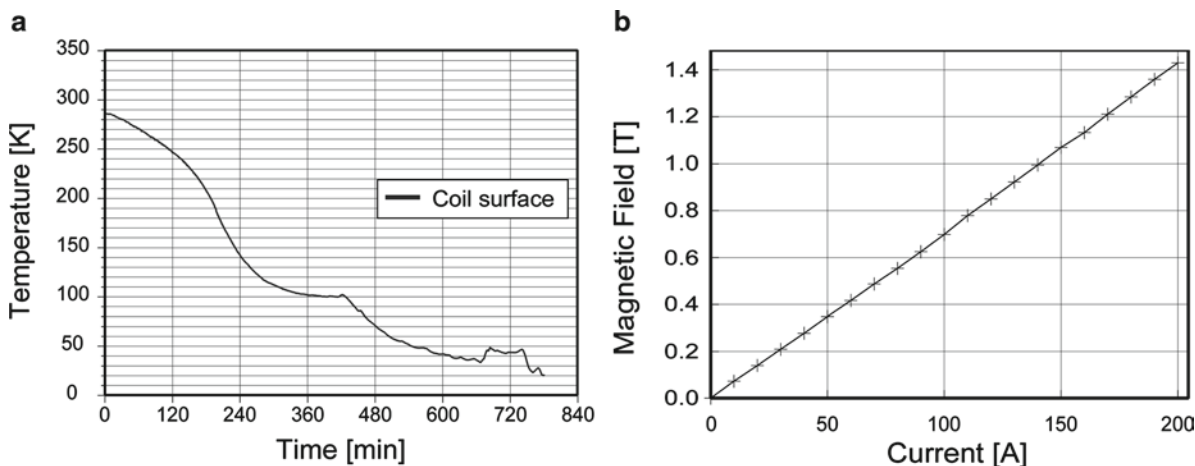 a
350
300
250
200
150
100
50
0
Temperature [K]
Coil surface
0 120 240 360 480 600 720 840
Time [min]
b
1.4
1.2
1.0
0.8
0.6
0.4
0.2
0.0
Magnetic Field [T]
0 50 100 150 200
Current [A]